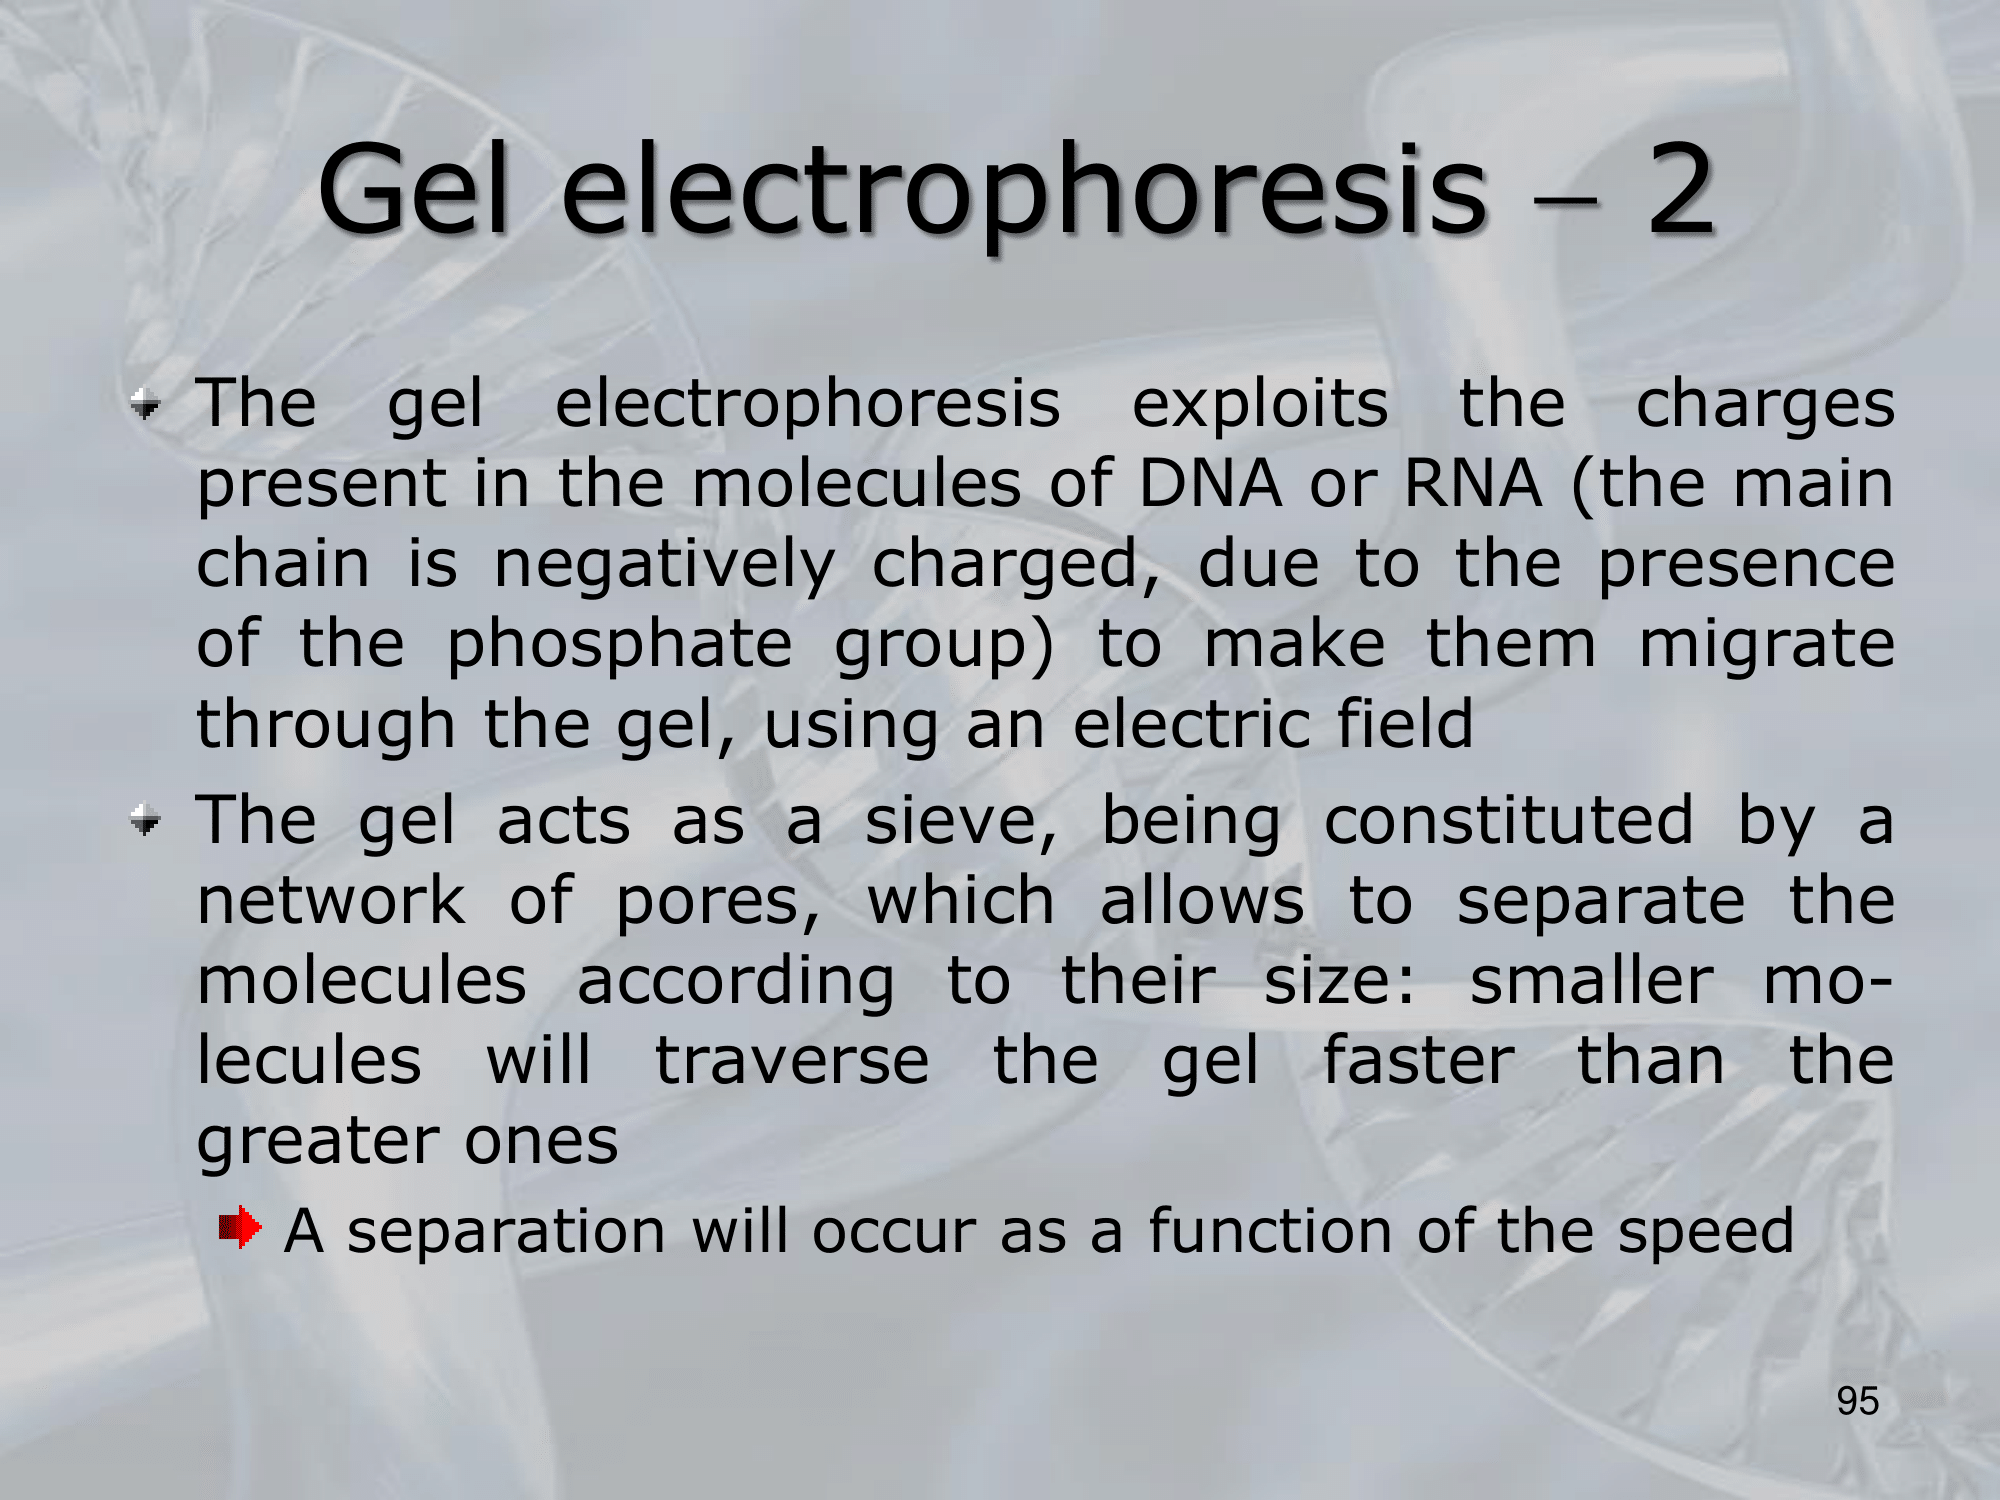 Gel electrophoresis – 2
The gel electrophoresis exploits the charges
present in the molecules of DNA or RNA (the main
chain is negatively charged, due to the presence
of the phosphate group) to make them migrate
through the gel, using an electric field
The gel acts as a sieve, being constituted by a
network of pores, which allows to separate the
molecules according to their size: smaller mo-
lecules will traverse the gel faster than the
greater ones
A separation will occur as a function of the speed
95